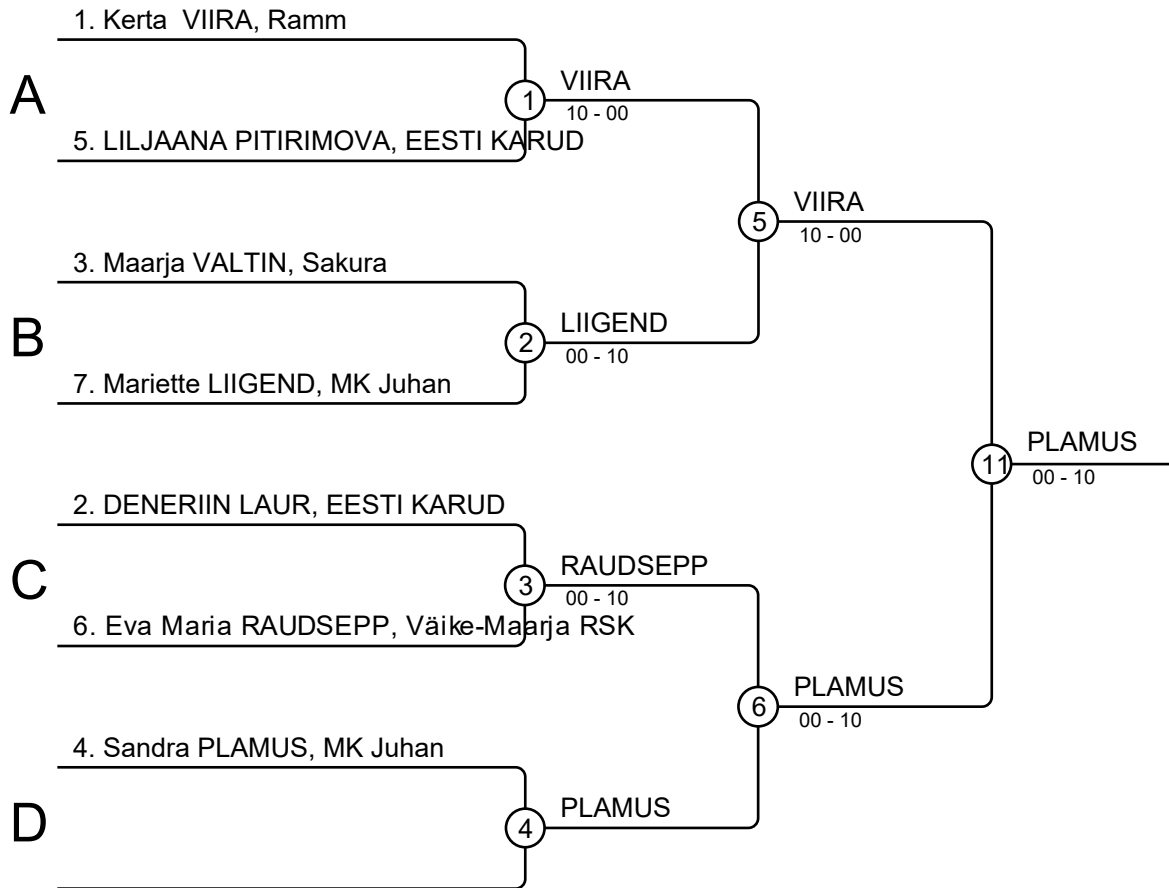 1. Kerta  VIIRA, Ramm
A
1
VIIRA
10 - 00
5. LILJAANA PITIRIMOVA, EESTI KARUD
5
VIIRA
10 - 00
3. Maarja VALTIN, Sakura
B
2
LIIGEND
00 - 10
7. Mariette LIIGEND, MK Juhan
11
PLAMUS
00 - 10
2. DENERIIN LAUR, EESTI KARUD
C
3
RAUDSEPP
00 - 10
6. Eva Maria RAUDSEPP, Väike-Maarja RSK
6
PLAMUS
00 - 10
4. Sandra PLAMUS, MK Juhan
D
4
PLAMUS